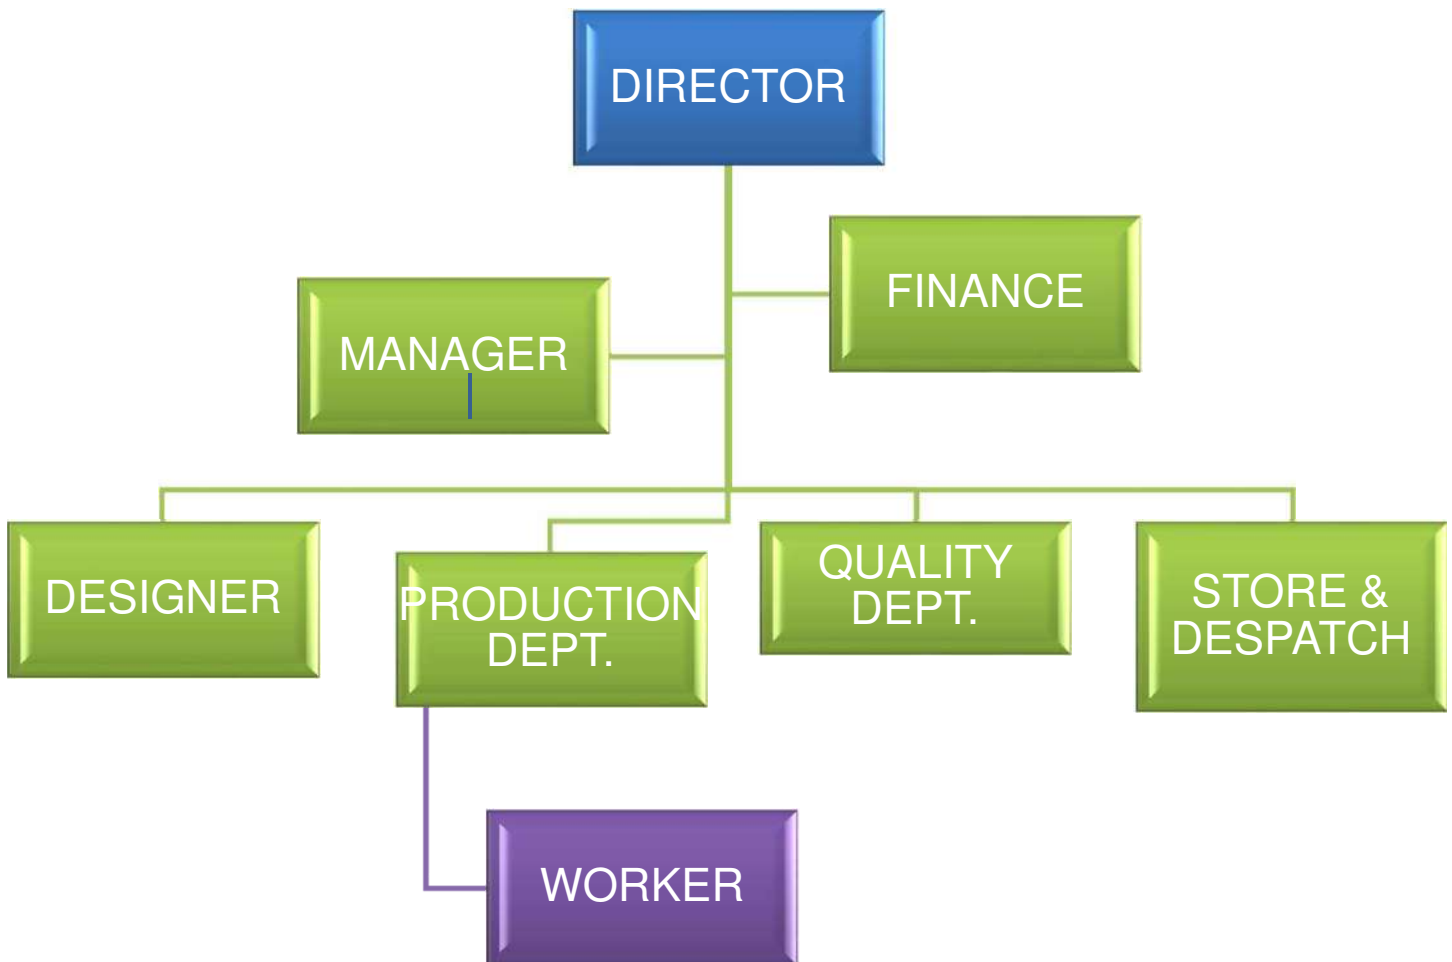 DIRECTOR
FINANCE
MANAGER
DESIGNER
PRODUCTION
DEPT.
QUALITY
DEPT.
STORE &
DESPATCH
WORKER